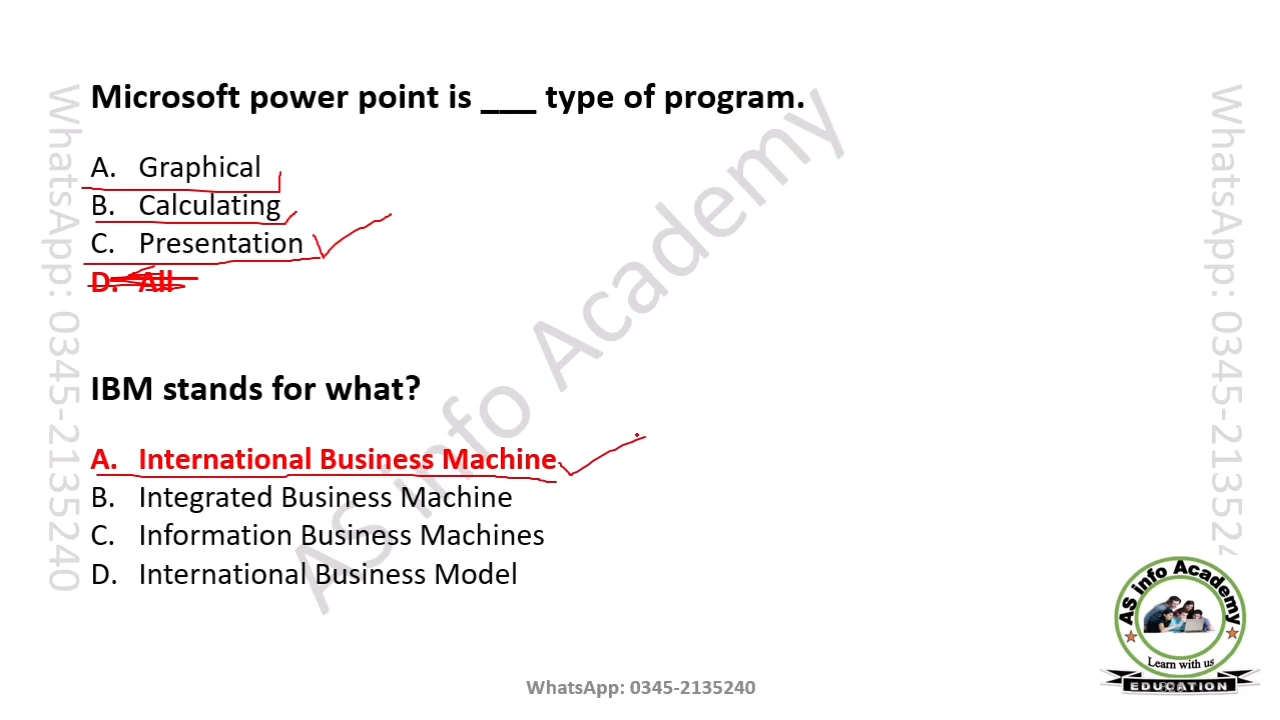 Microsoft power point is ___ type of program.
A. Graphical
B. Calculating
C. Presentation
D. All
IBM stands for what?
A. International Business Machine
B. Integrated Business Machine
C. Information Business Machines
D. International Business Model
WhatsApp: 0345-2135240
WhatsApp: 0345-2135240
WhatsApp: 0345-21352
AS info Academy
AS info Academy
Learn with us
EDUCATION